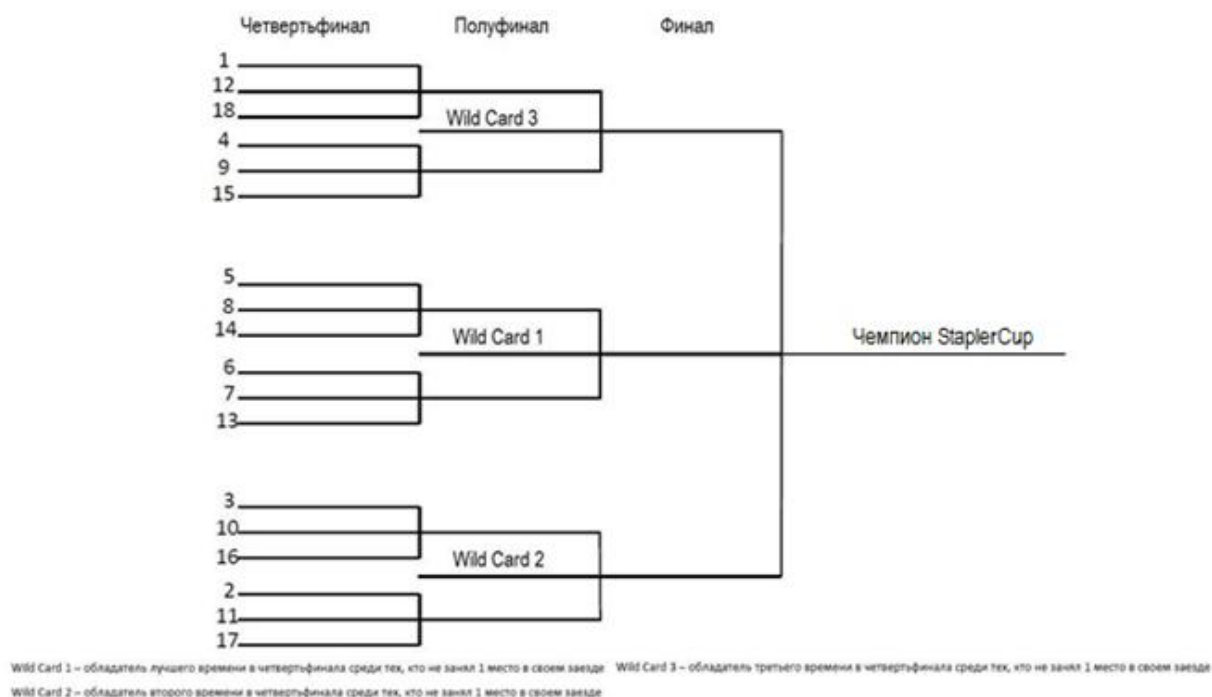 Четвертьфинал Полуфинал Финал
1
12
18
Wild Card 3
4
9
15
5
8
14
Wild Card 1
Чемпион StaplerCup
6
7
13
3
10
16
Wild Card 2
2
11
17
Wild Card 1 – обладатель лучшего времени в четвертьфинала среди тех, кто не занял 1 место в своем заезде Wild Card 3 – обладатель третьего времени в четвертьфинала среди тех, кто не занял 1 место в своем заезде
Wild Card 2 – обладатель второго времени в четвертьфинала среди тех, кто не занял 1 место в своем заезде